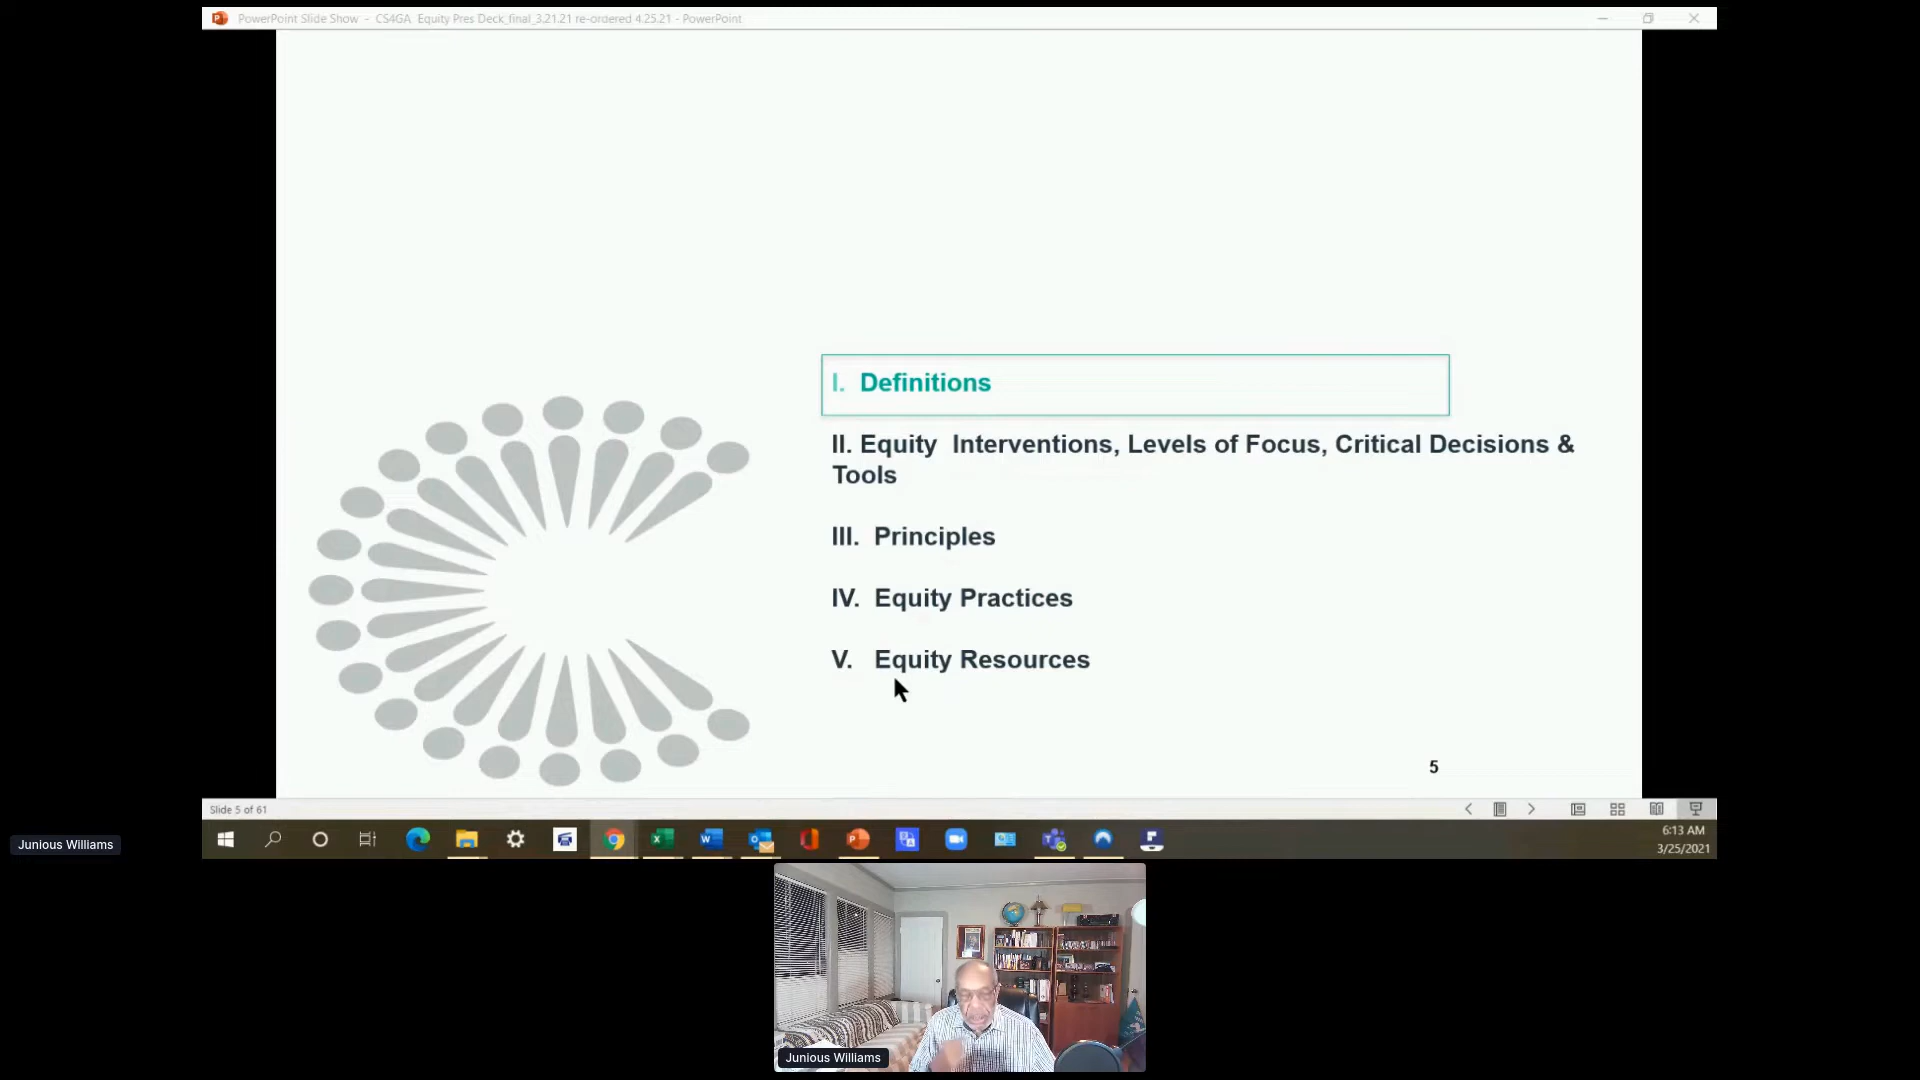 PowerPoint Slide Show - CS4GA Equity Pres Deck_final_3.21.21 re-ordered 4.25.21 - PowerPoint
I. Definitions
II. Equity Interventions, Levels of Focus, Critical Decisions &
Tools
III. Principles
IV. Equity Practices
V. Equity Resources
5
Slide 5 of 61
6:13 AM
3/25/2021
Junious Williams
Junious Williams